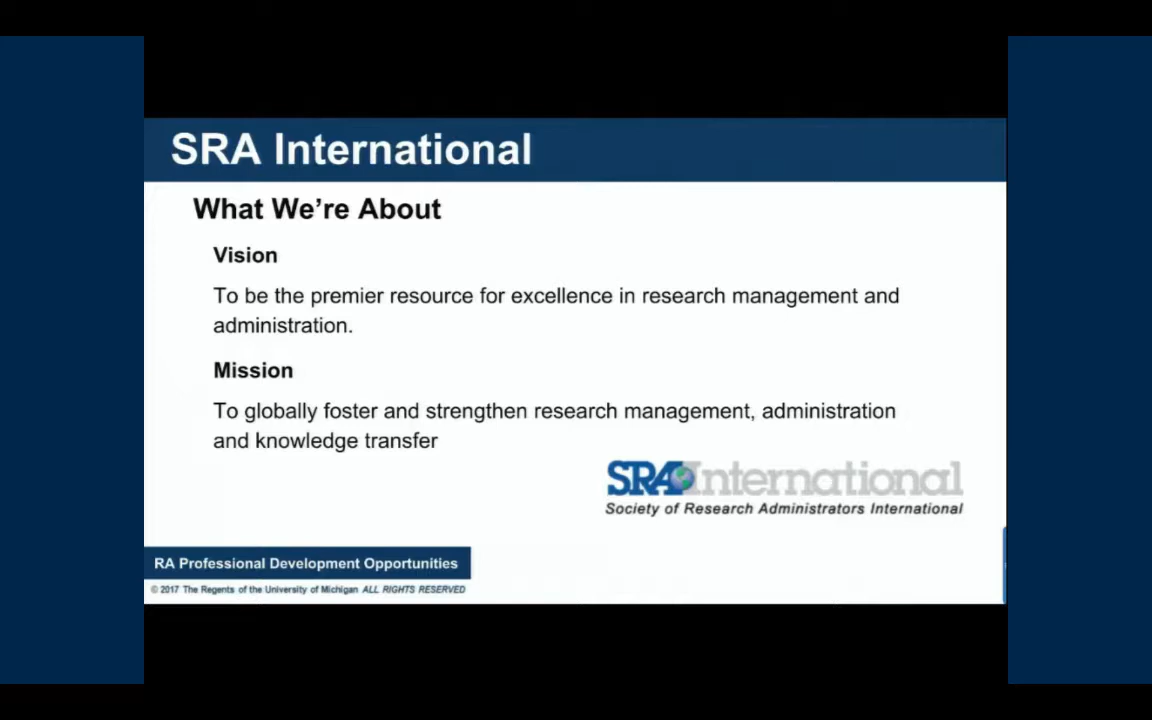 SRA International
What We're About
Vision
To be the premier resource for excellence in research management and
administration.
Mission
To globally foster and strengthen research management, administration
and knowledge transfer
SRA International
Society of Research Administrators International
RA Professional Development Opportunities
© 2017 The Regents of the University of Michigan ALL RIGHTS RESERVED